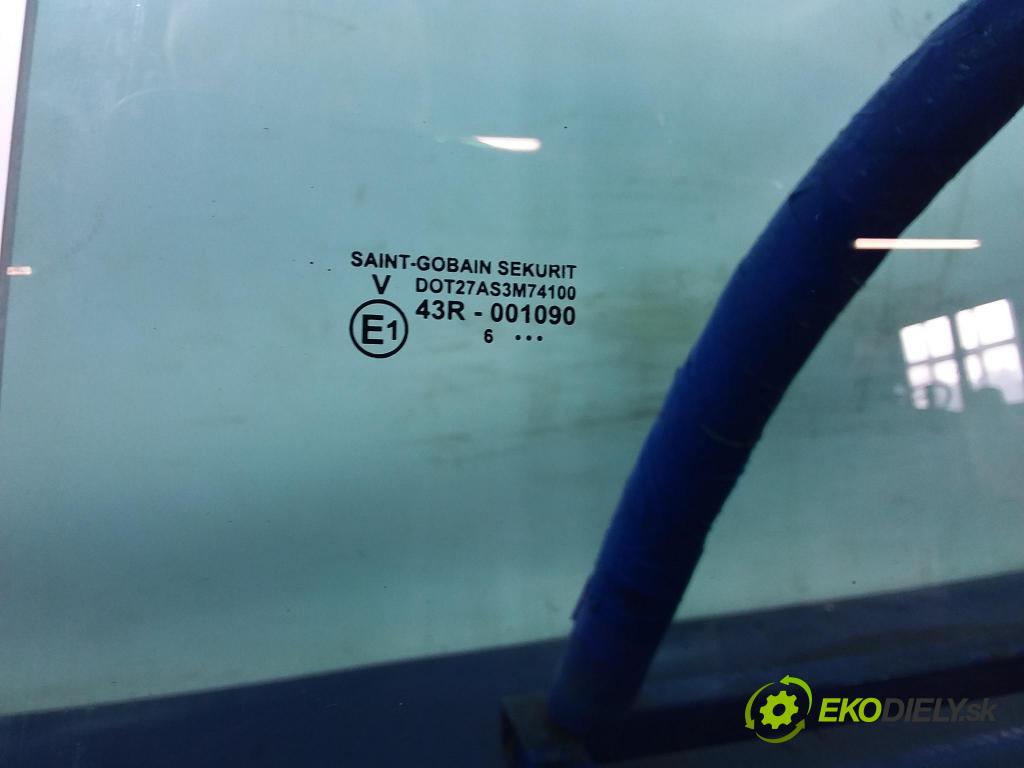 SAINT-GOBAIN SEKURIT
V DOT27AS3M74100
E1 43R - 001090
6 •••
EKODIELY.sk